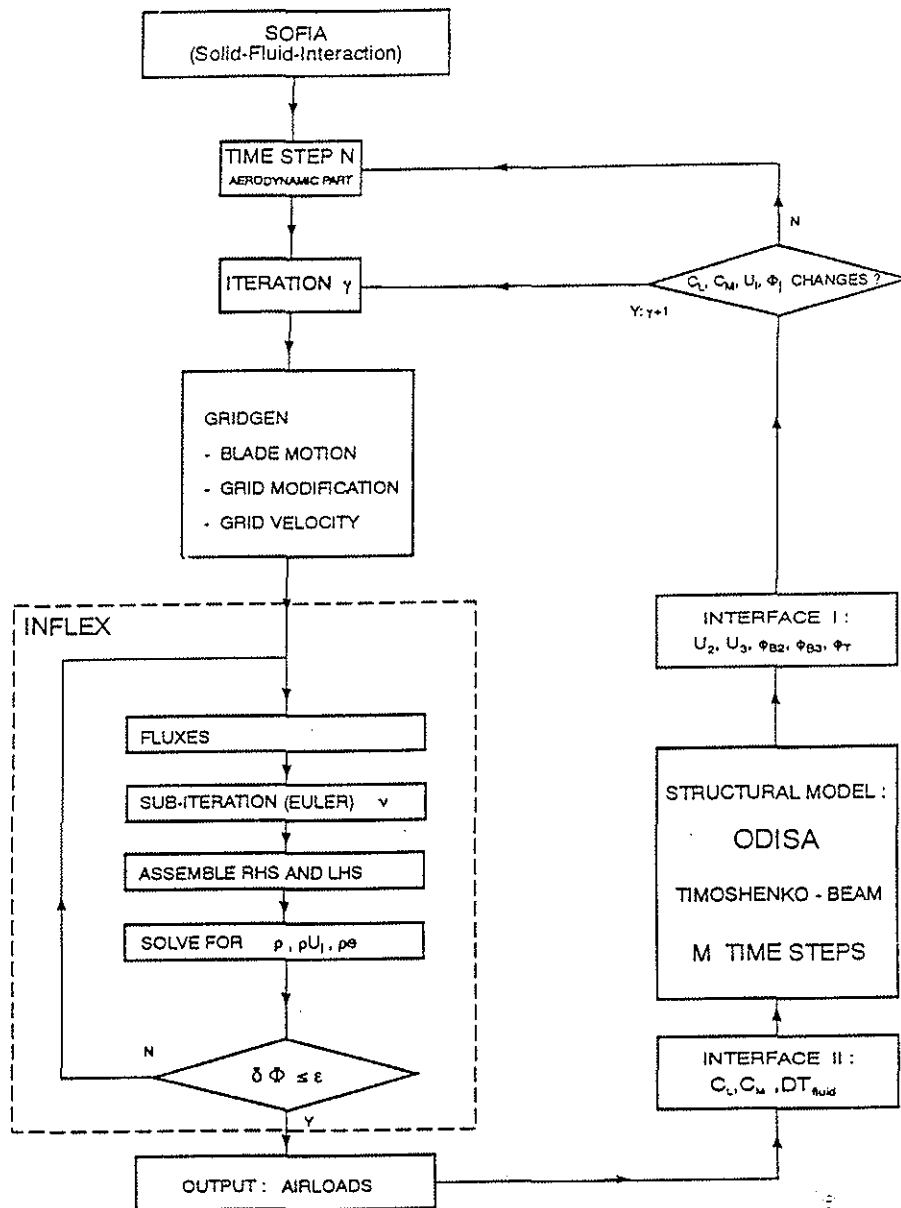 SOFIA
(Solid-Fluid-Interaction)
TIME STEP N
AERODYNAMIC PART
N
ITERATION γ
C_L, C_M, U_i, Φ_j CHANGES ?
Y: γ+1
GRIDGEN
- BLADE MOTION
- GRID MODIFICATION
- GRID VELOCITY
INFLEX
FLUXES
SUB-ITERATION (EULER) ν
ASSEMBLE RHS AND LHS
SOLVE FOR ρ , ρU_i , ρe
N
δ Φ ≤ ε
Y
OUTPUT : AIRLOADS
INTERFACE I :
U_2, U_3, Φ_B2, Φ_B3, Φ_T
STRUCTURAL MODEL :
ODISA
TIMOSHENKO - BEAM
M TIME STEPS
INTERFACE II :
C_L, C_M , DT_fluid